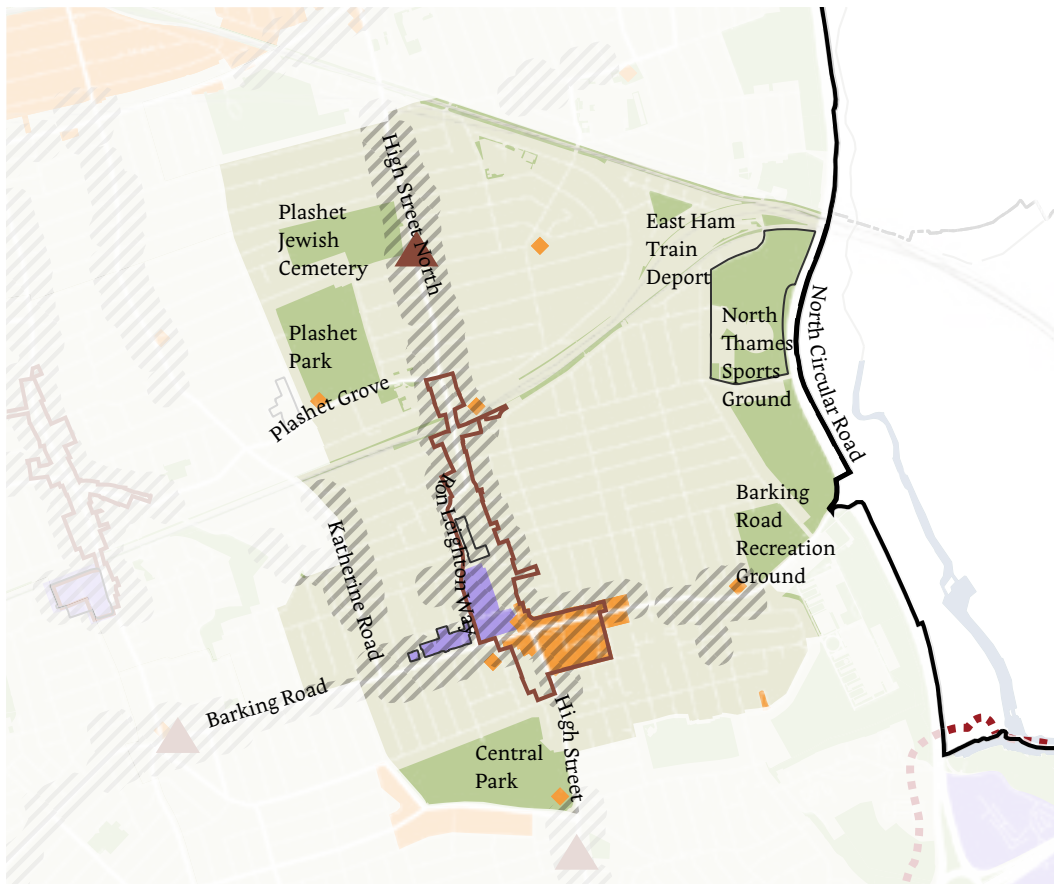 High Street North
Plashet
Jewish
Cemetery
East Ham
Train
Deport
North
Thames
Sports
Ground
North Circular Road
Plashet
Park
Plashet Grove
Ron Leighton Way
Barking
Road
Recreation
Ground
Katherine Road
Barking Road
High Street
Central
Park